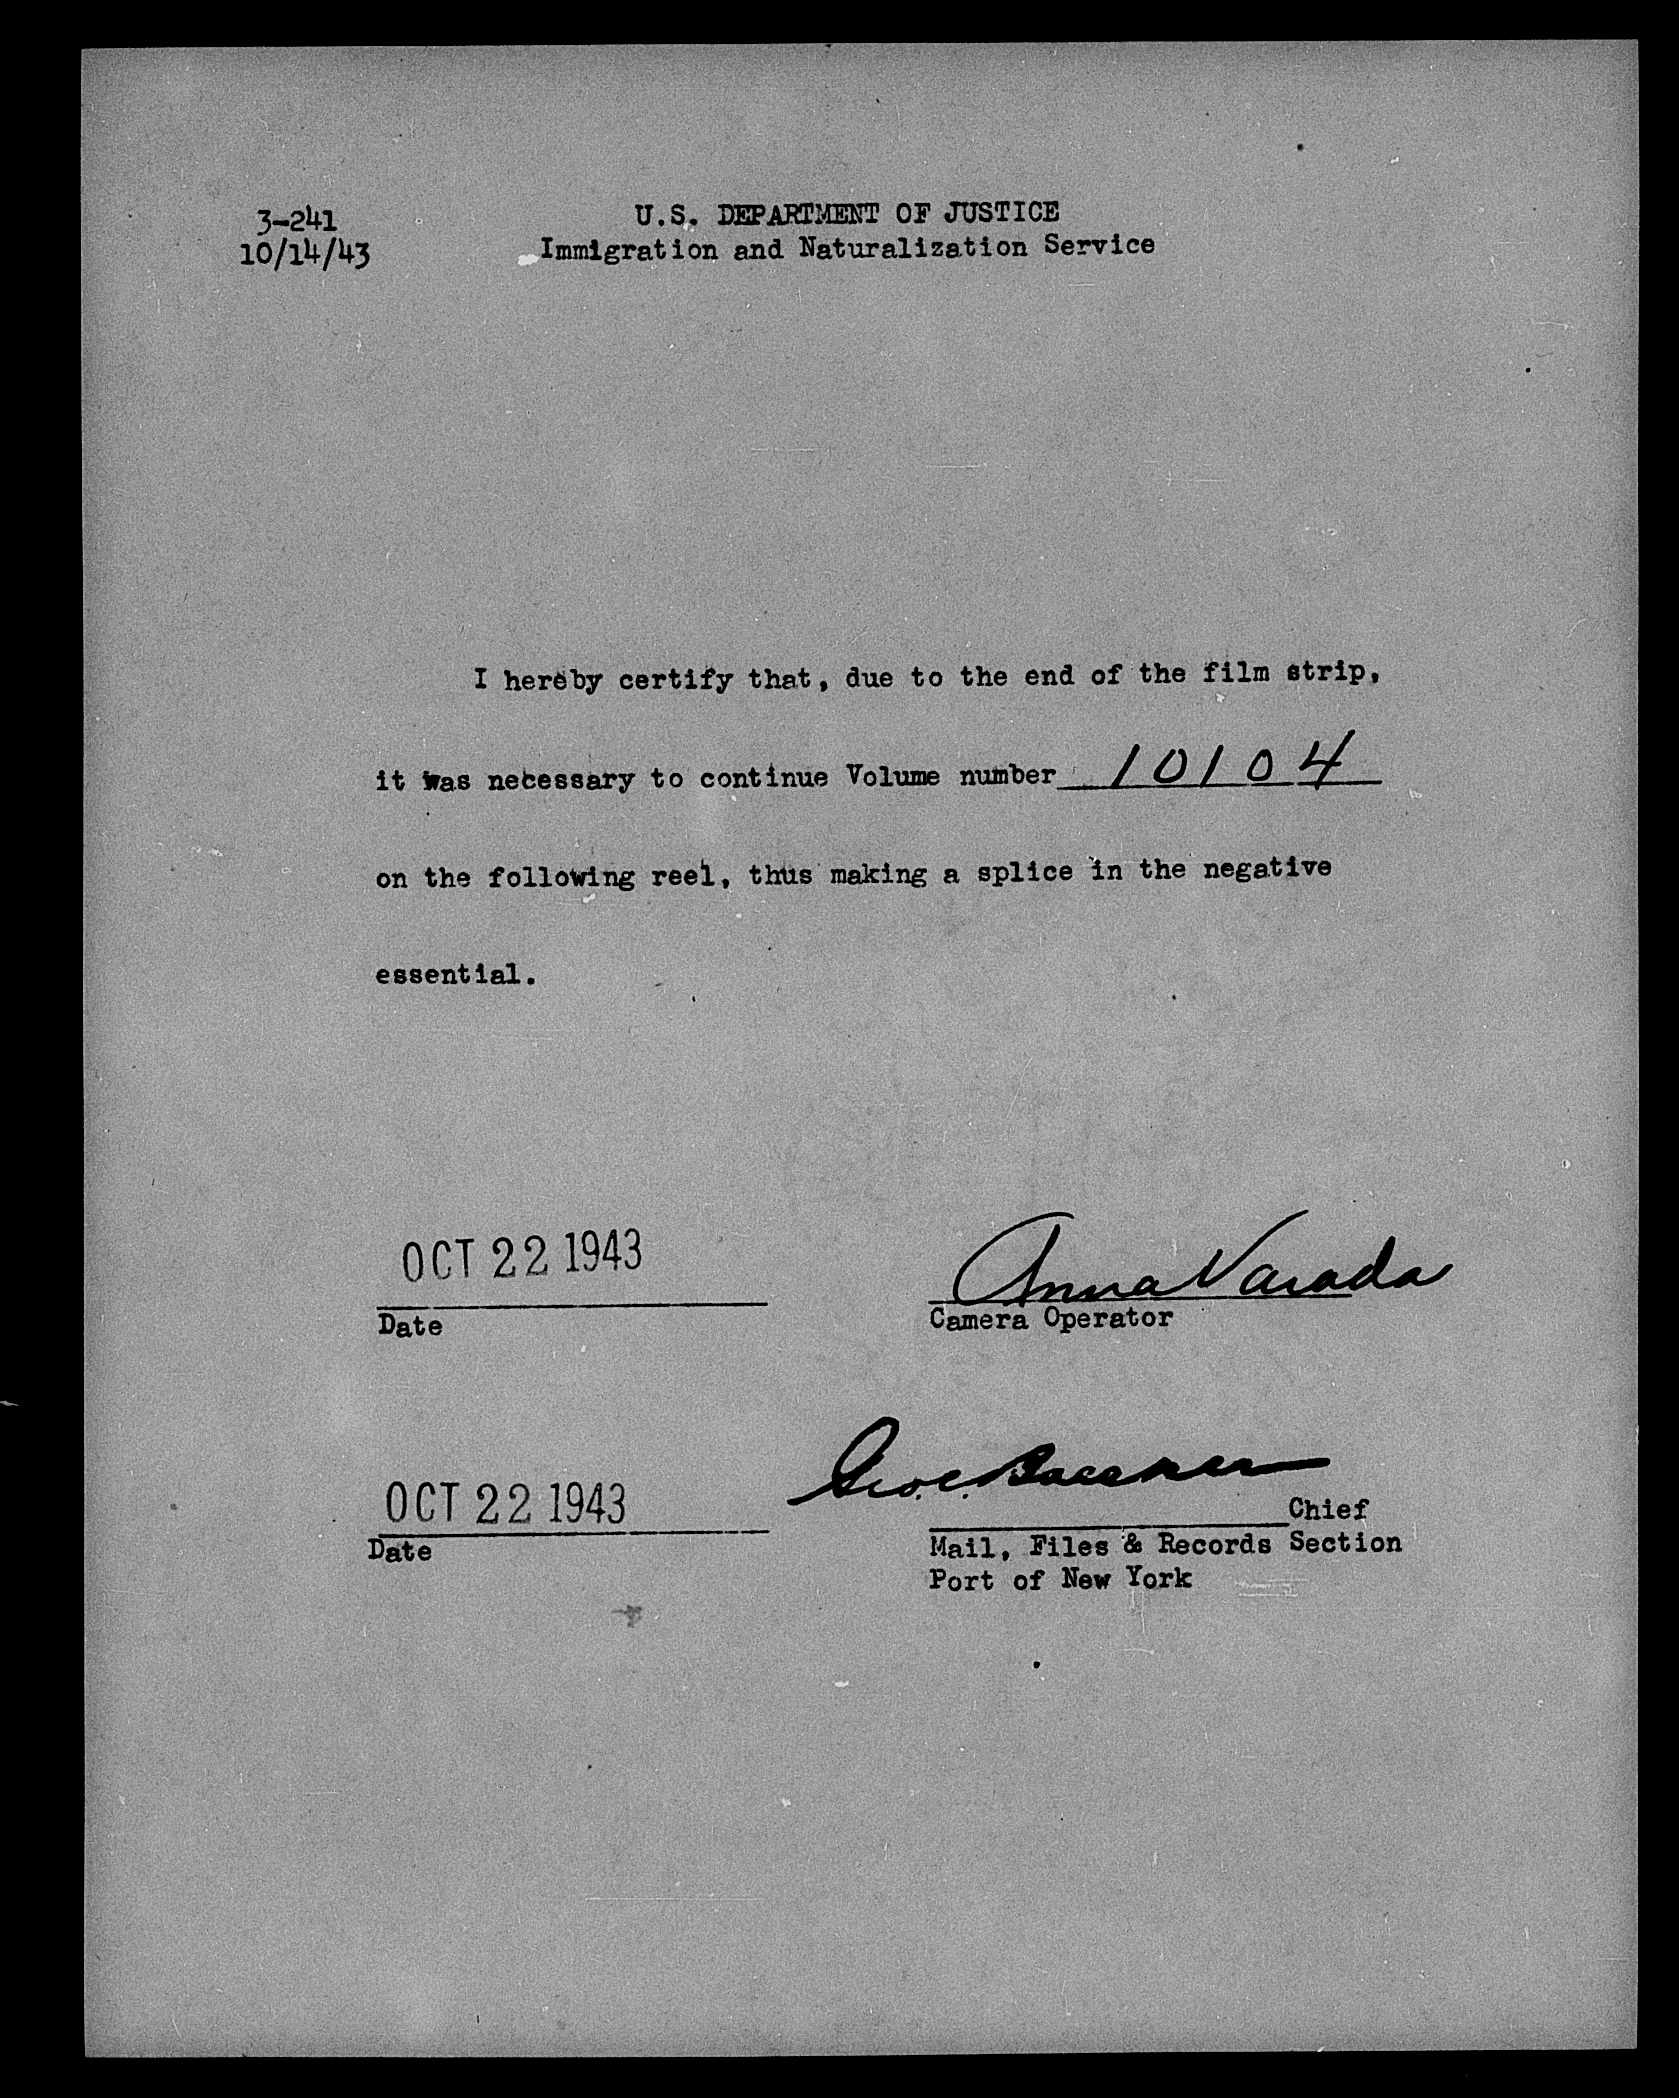 3-241
10/14/43
U.S. DEPARTMENT OF JUSTICE
Immigration and Naturalization Service
I hereby certify that, due to the end of the film strip,
it was necessary to continue Volume number 10104
on the following reel, thus making a splice in the negative
essential.
OCT 22 1943
Date
Anna Varada
Camera Operator
OCT 22 1943
Date
Geo. C.
Chief
Mail, Files & Records Section
Port of New York